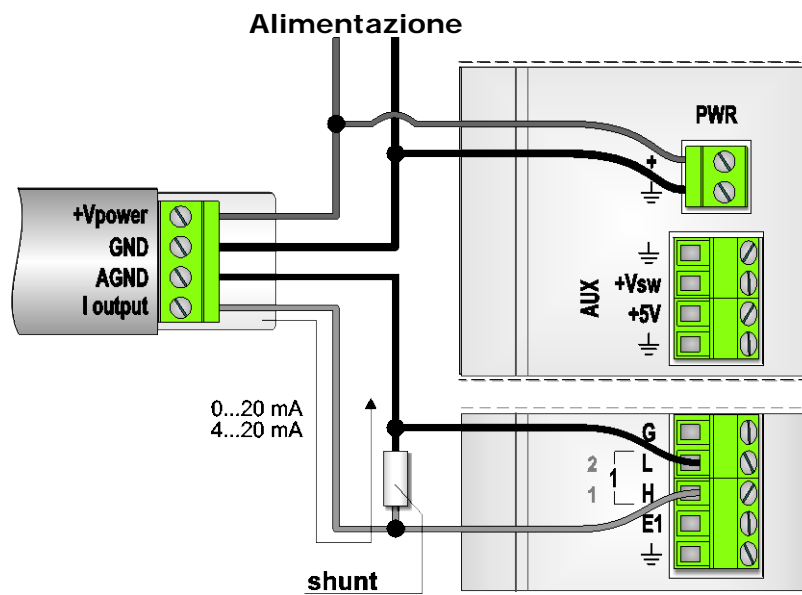 Alimentazione
PWR
+
+Vpower
GND
AGND
I output
AUX
+Vsw
+5V
0...20 mA
4...20 mA
G
2
L
1
1
H
E1
shunt